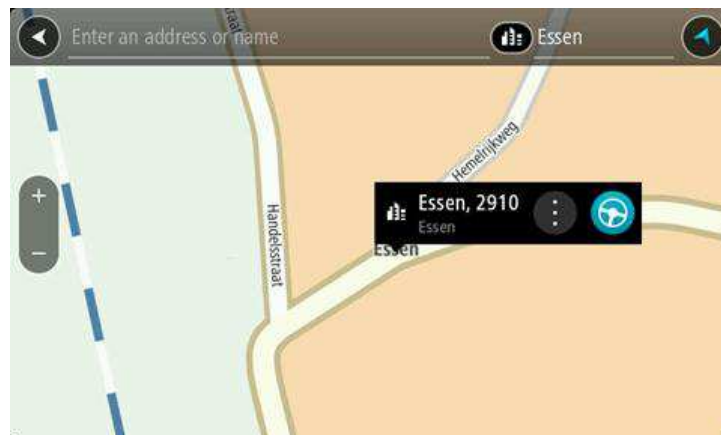 Enter an address or name
Essen
Hemelrijkweg
Essen, 2910
Essen
Essen
Handelsstraat